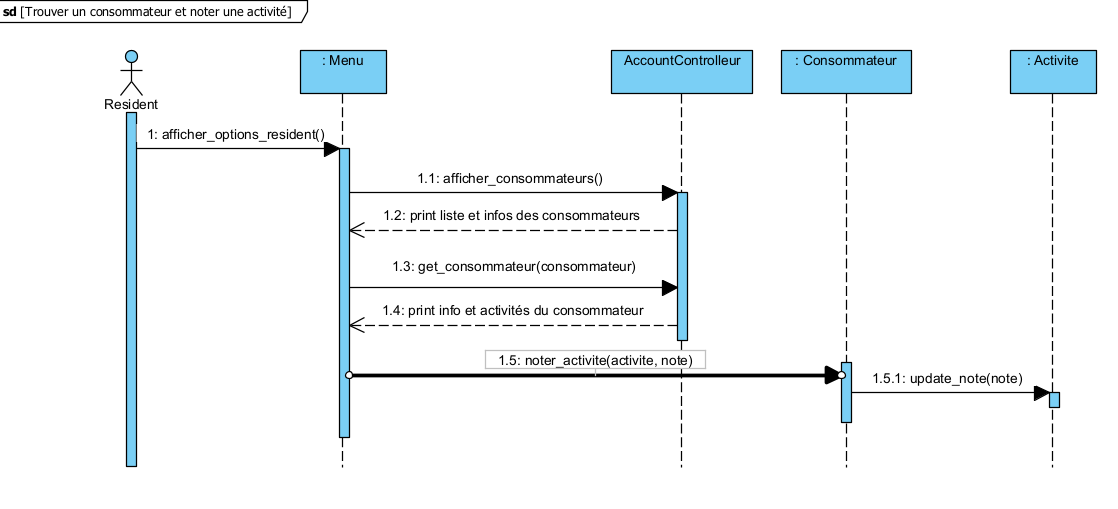 sd [Trouver un consommateur et noter une activité]
: Menu
AccountControlleur
: Consommateur
: Activite
Resident
1: afficher_options_resident()
1.1: afficher_consommateurs()
1.2: print liste et infos des consommateurs
1.3: get_consommateur(consommateur)
1.4: print info et activités du consommateur
1.5: noter_activite(activite, note)
1.5.1: update_note(note)